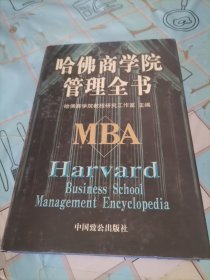 哈佛商学院
管理全书
哈佛商学院教授研究工作室 主编
MBA
Harvard
Business School
Management Encyclopedia
中国致公出版社